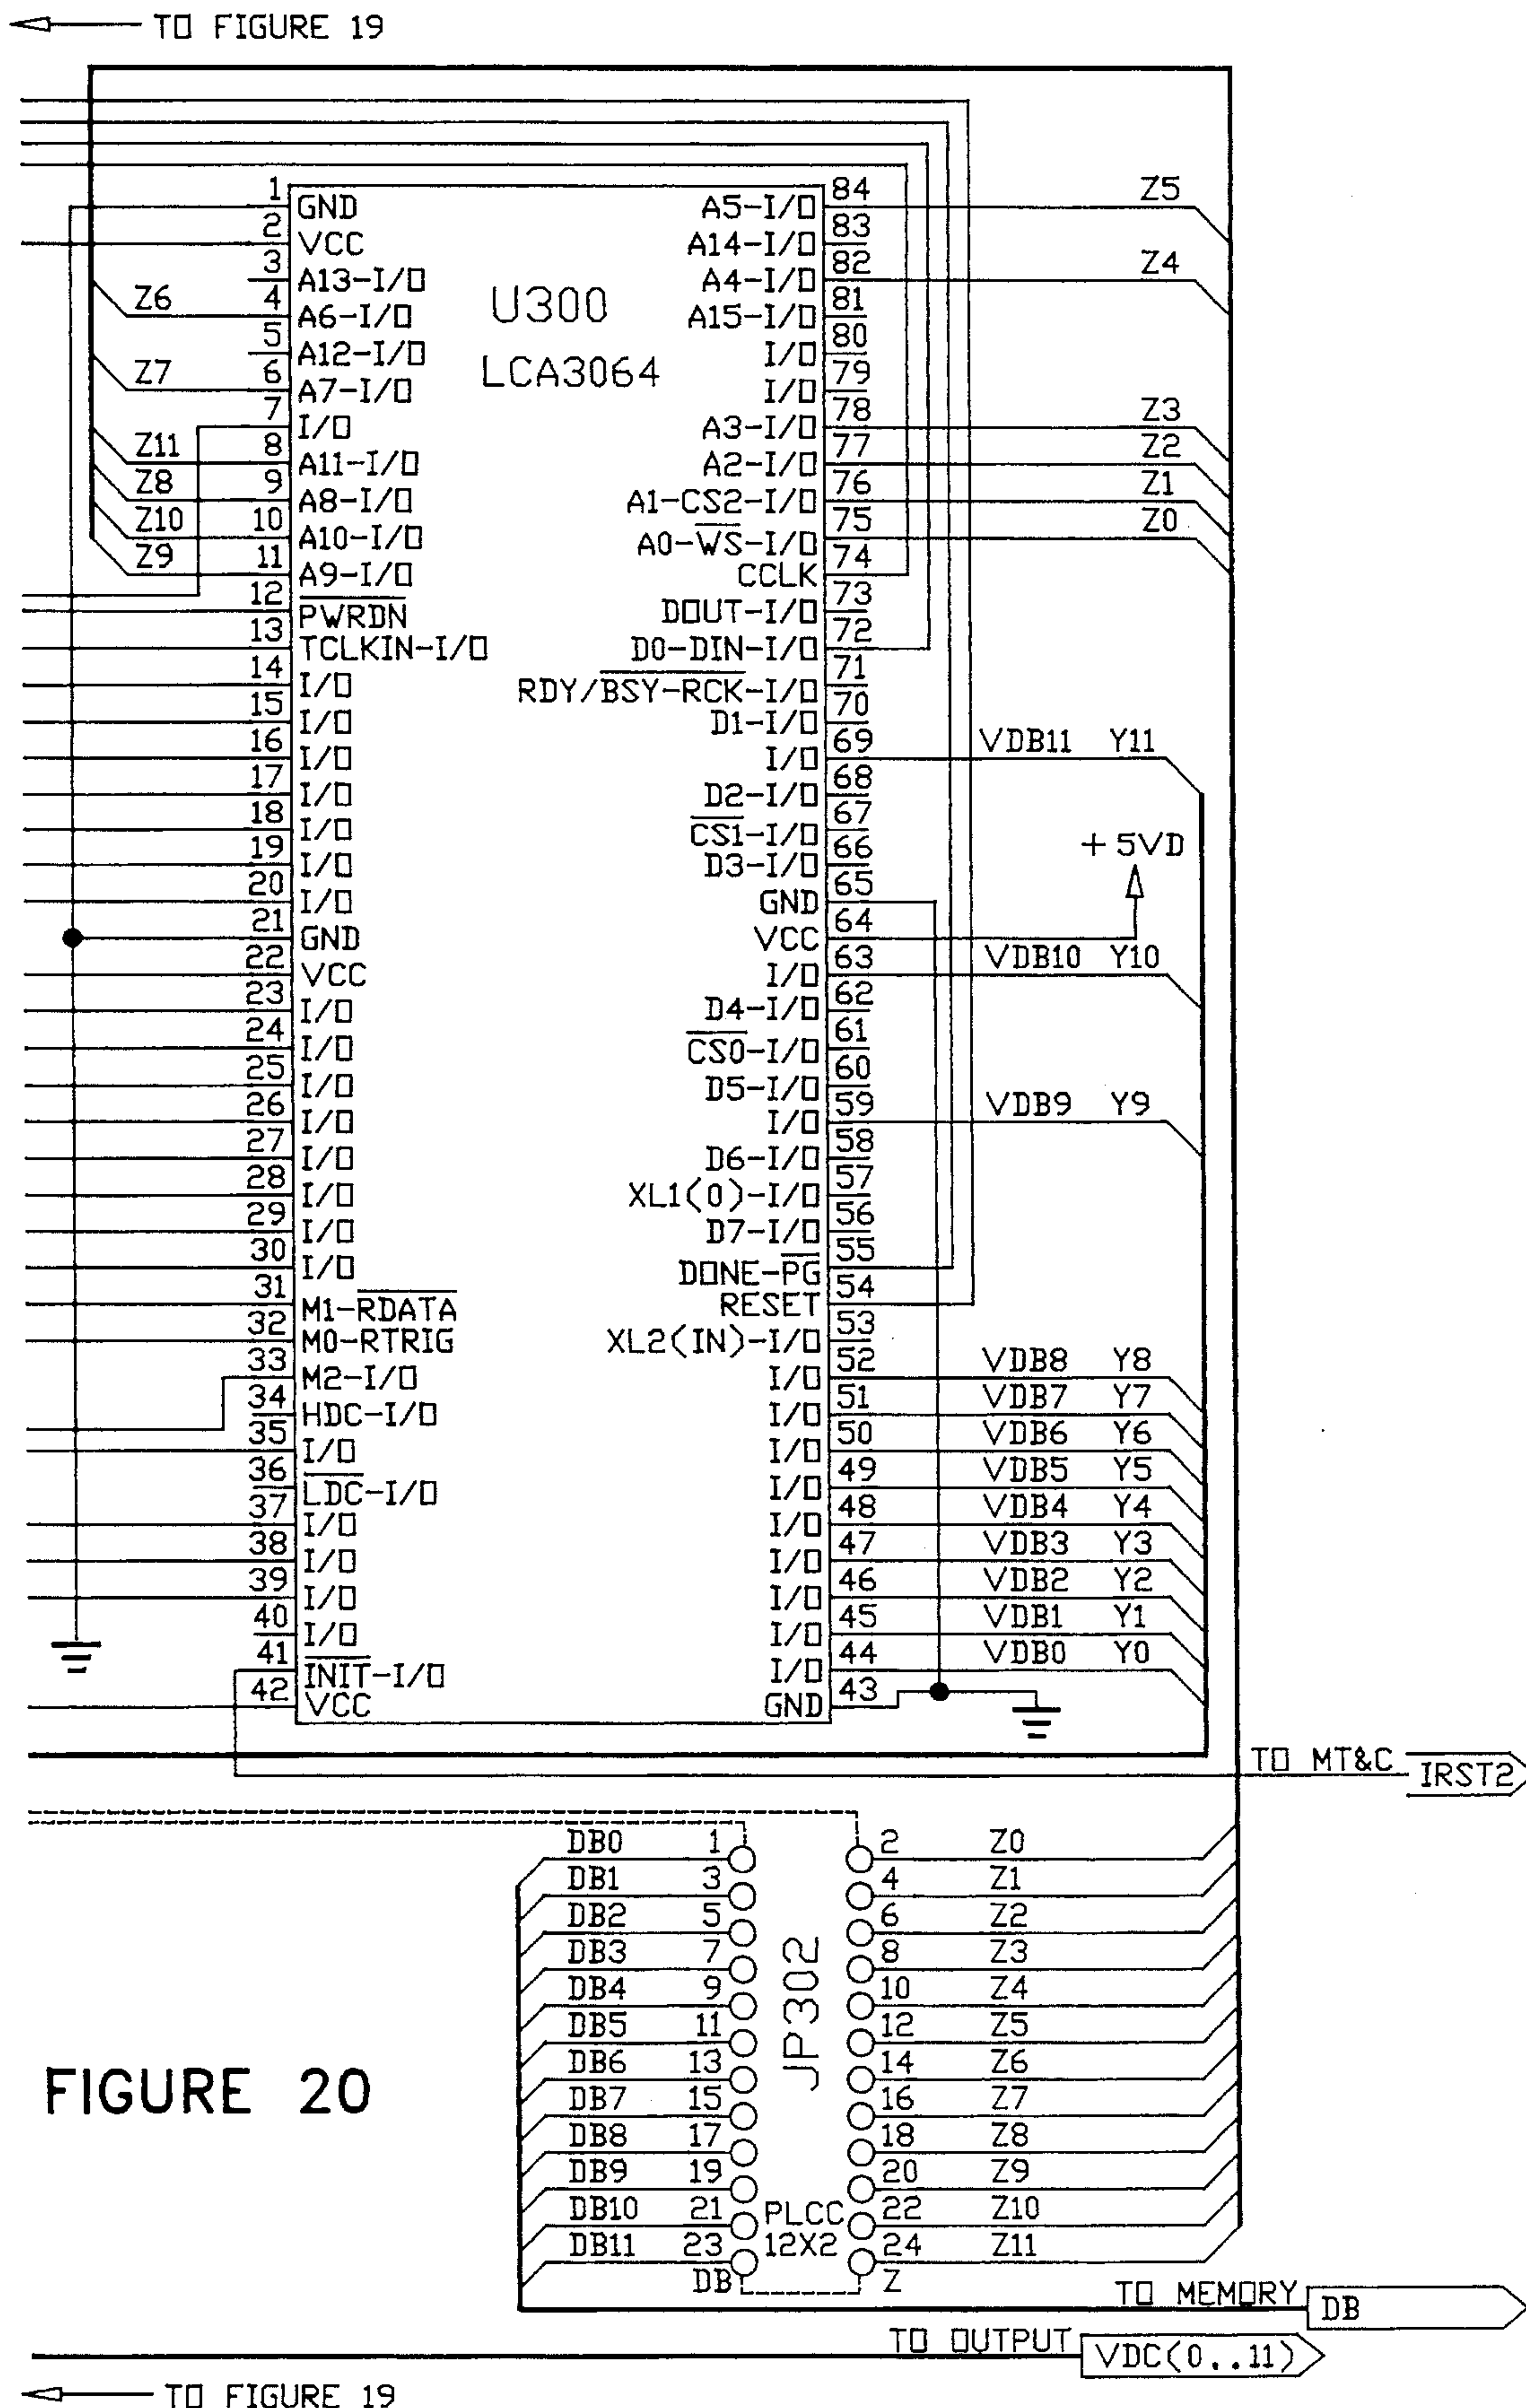 TO FIGURE 19
1 GND A5-I/O 84 Z5
2 VCC A14-I/O 83
3 A13-I/O A4-I/O 82 Z4
Z6 4 A6-I/O U300 A15-I/O 81
5 A12-I/O I/O 80
Z7 6 A7-I/O LCA3064 I/O 79
7 I/O A3-I/O 78 Z3
Z11 8 A11-I/O A2-I/O 77 Z2
Z8 9 A8-I/O A1-CS2-I/O 76 Z1
Z10 10 A10-I/O A0-WS-I/O 75 Z0
Z9 11 A9-I/O CCLK 74
12 PWRDN DOUT-I/O 73
13 TCLKIN-I/O D0-DIN-I/O 72
14 I/O RDY/BSY-RCK-I/O 71
15 I/O D1-I/O 70
16 I/O I/O 69 VDB11 Y11
17 I/O D2-I/O 68
18 I/O CS1-I/O 67
19 I/O D3-I/O 66 +5VD
20 I/O GND 65
21 GND VCC 64
22 VCC I/O 63 VDB10 Y10
23 I/O D4-I/O 62
24 I/O CS0-I/O 61
25 I/O D5-I/O 60
26 I/O I/O 59 VDB9 Y9
27 I/O D6-I/O 58
28 I/O XL1(0)-I/O 57
29 I/O D7-I/O 56
30 I/O DONE-PG 55
31 M1-RDATA RESET 54
32 M0-RTRIG XL2(IN)-I/O 53
33 M2-I/O I/O 52 VDB8 Y8
34 HDC-I/O I/O 51 VDB7 Y7
35 I/O I/O 50 VDB6 Y6
36 LDC-I/O I/O 49 VDB5 Y5
37 I/O I/O 48 VDB4 Y4
38 I/O I/O 47 VDB3 Y3
39 I/O I/O 46 VDB2 Y2
40 I/O I/O 45 VDB1 Y1
41 INIT-I/O I/O 44 VDB0 Y0
42 VCC GND 43
TO MT&C IRST2
DB0 1 2 Z0
DB1 3 4 Z1
DB2 5 6 Z2
DB3 7 8 Z3
DB4 9 10 Z4
DB5 11 12 Z5
DB6 13 14 Z6
DB7 15 16 Z7
DB8 17 18 Z8
DB9 19 20 Z9
DB10 21 22 Z10
DB11 23 24 Z11
JP302
PLCC
12X2
DB Z
FIGURE 20
TO MEMORY DB
TO OUTPUT VDC(0..11)
TO FIGURE 19